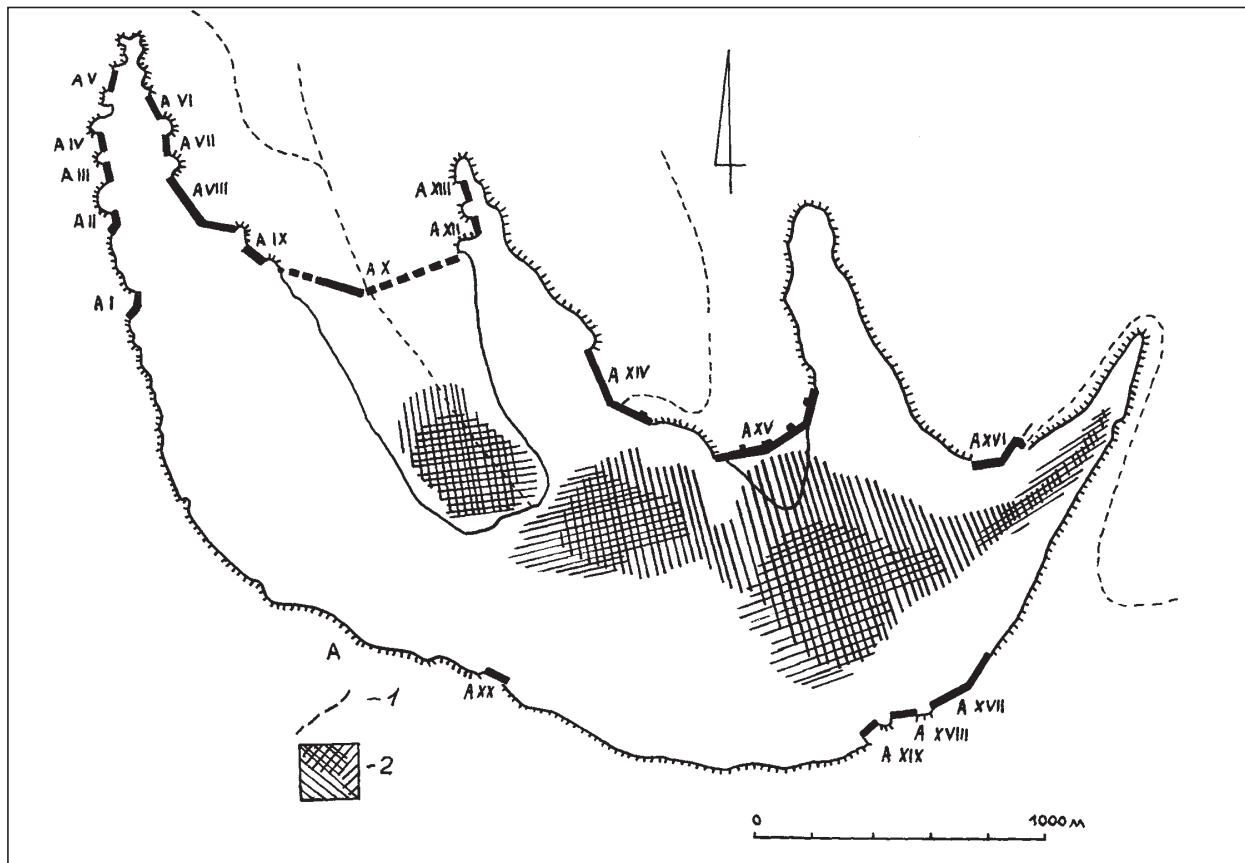 A V
A VI
A IV
A VII
A III
A VIII
A II
A IX
A I
A X
A XIII
A XII
A XIV
A XV
A XVI
A
A XX
A XVII
A XVIII
A XIX
-1
-2
0
1000 м